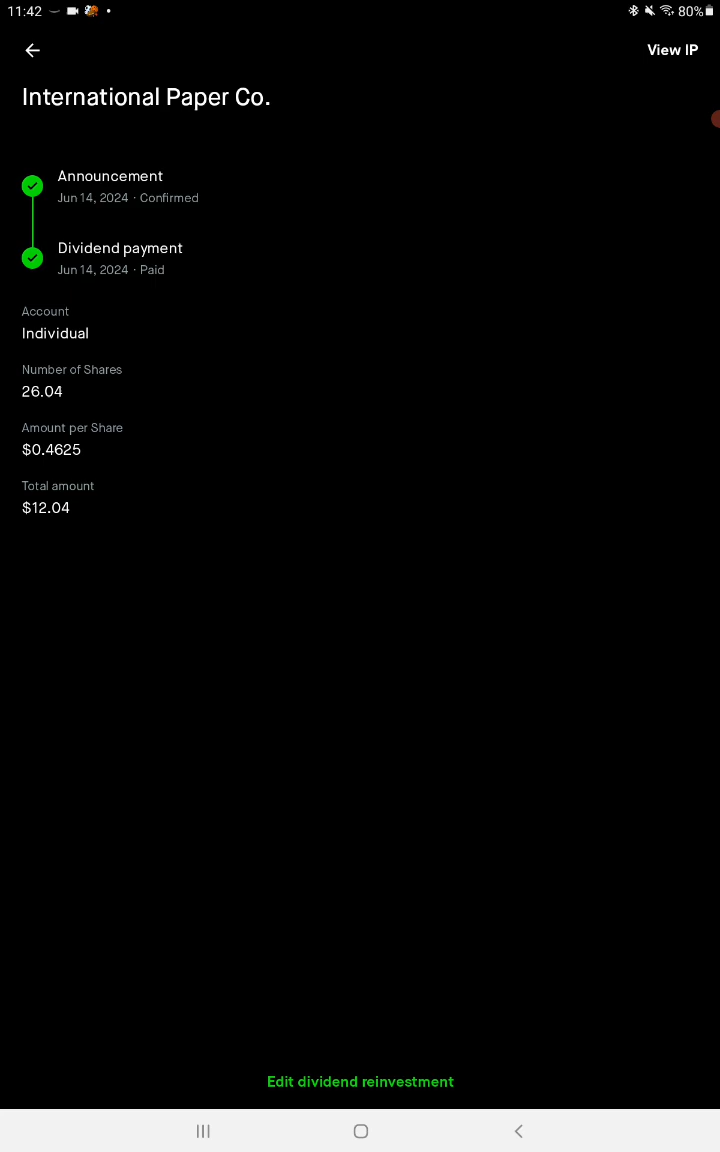 11:42
80%
View IP
International Paper Co.
Announcement
Jun 14, 2024 · Confirmed
Dividend payment
Jun 14, 2024 · Paid
Account
Individual
Number of Shares
26.04
Amount per Share
$0.4625
Total amount
$12.04
Edit dividend reinvestment